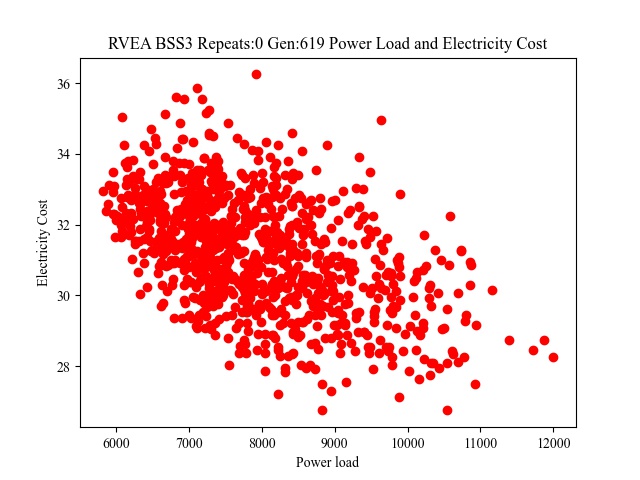 RVEA BSS3 Repeats:0 Gen:619 Power Load and Electricity Cost
36
34
32
30
28
Electricity Cost
6000 7000 8000 9000 10000 11000 12000
Power load